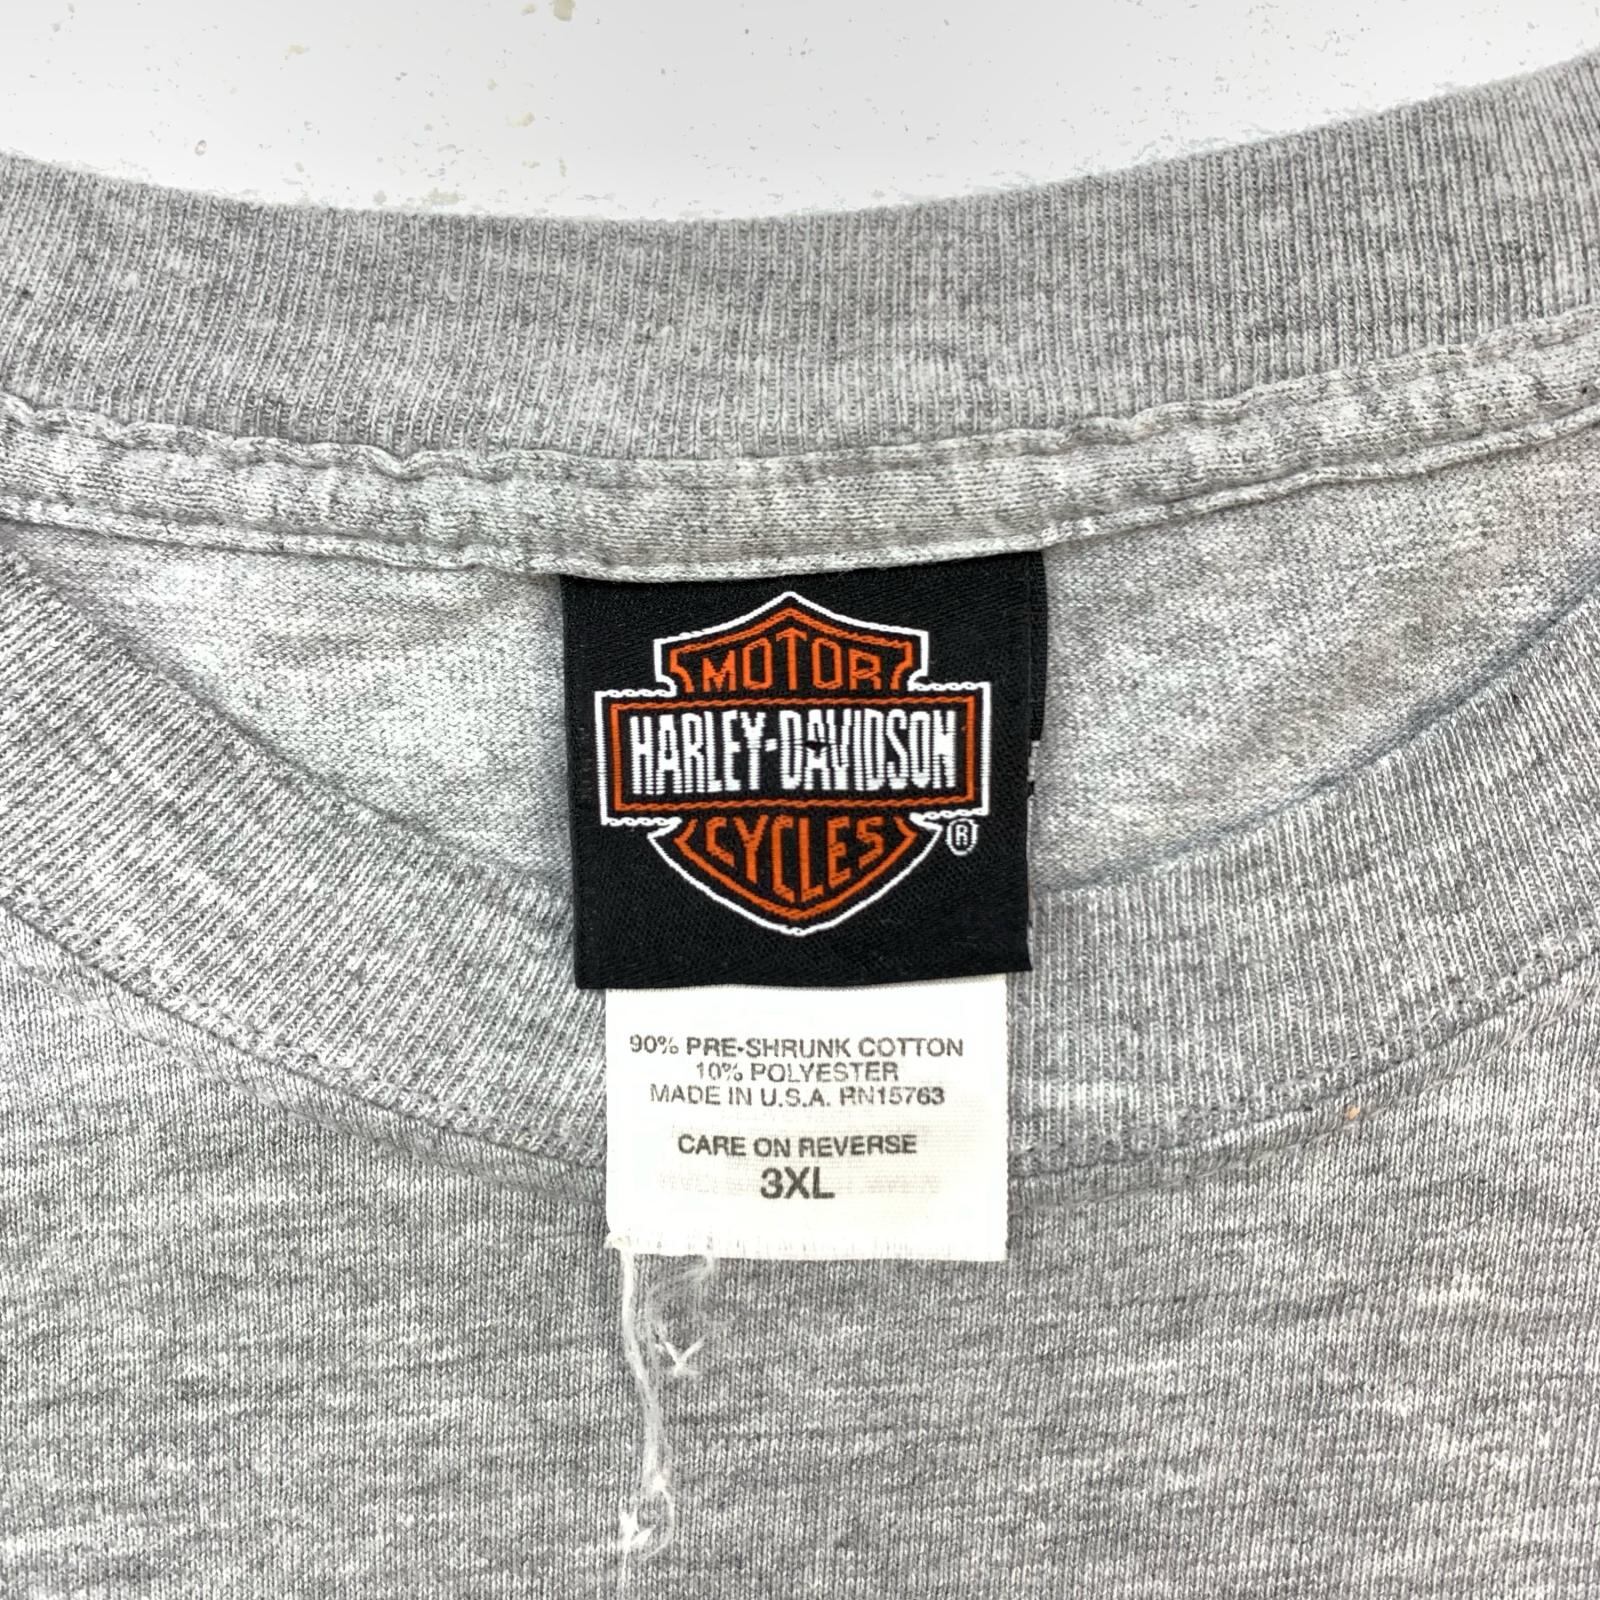 MOTOR
HARLEY-DAVIDSON
CYCLES
®
90% PRE-SHRUNK COTTON
10% POLYESTER
MADE IN U.S.A. RN15763
CARE ON REVERSE
3XL